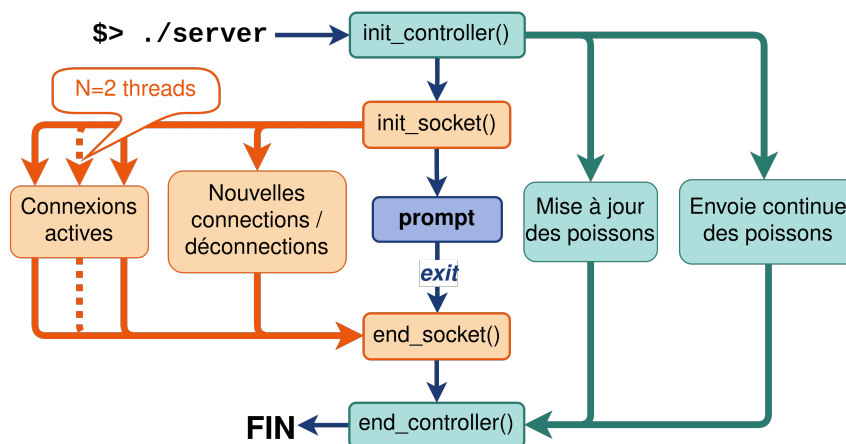 $> ./server
init_controller()
N=2 threads
init_socket()
Connexions
actives
Nouvelles
connections /
déconnections
prompt
Mise à jour
des poissons
Envoie continue
des poissons
exit
end_socket()
FIN
end_controller()